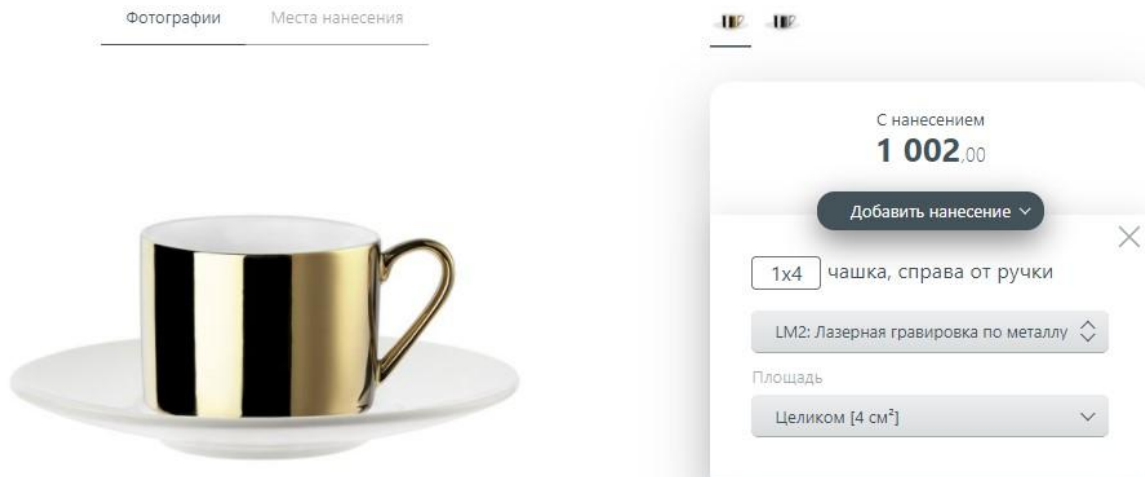 Фотографии
Места нанесения
С нанесением
1 002,00
Добавить нанесение
1x4 чашка, справа от ручки
LM2: Лазерная гравировка по металлу
Площадь
Целиком [4 см²]